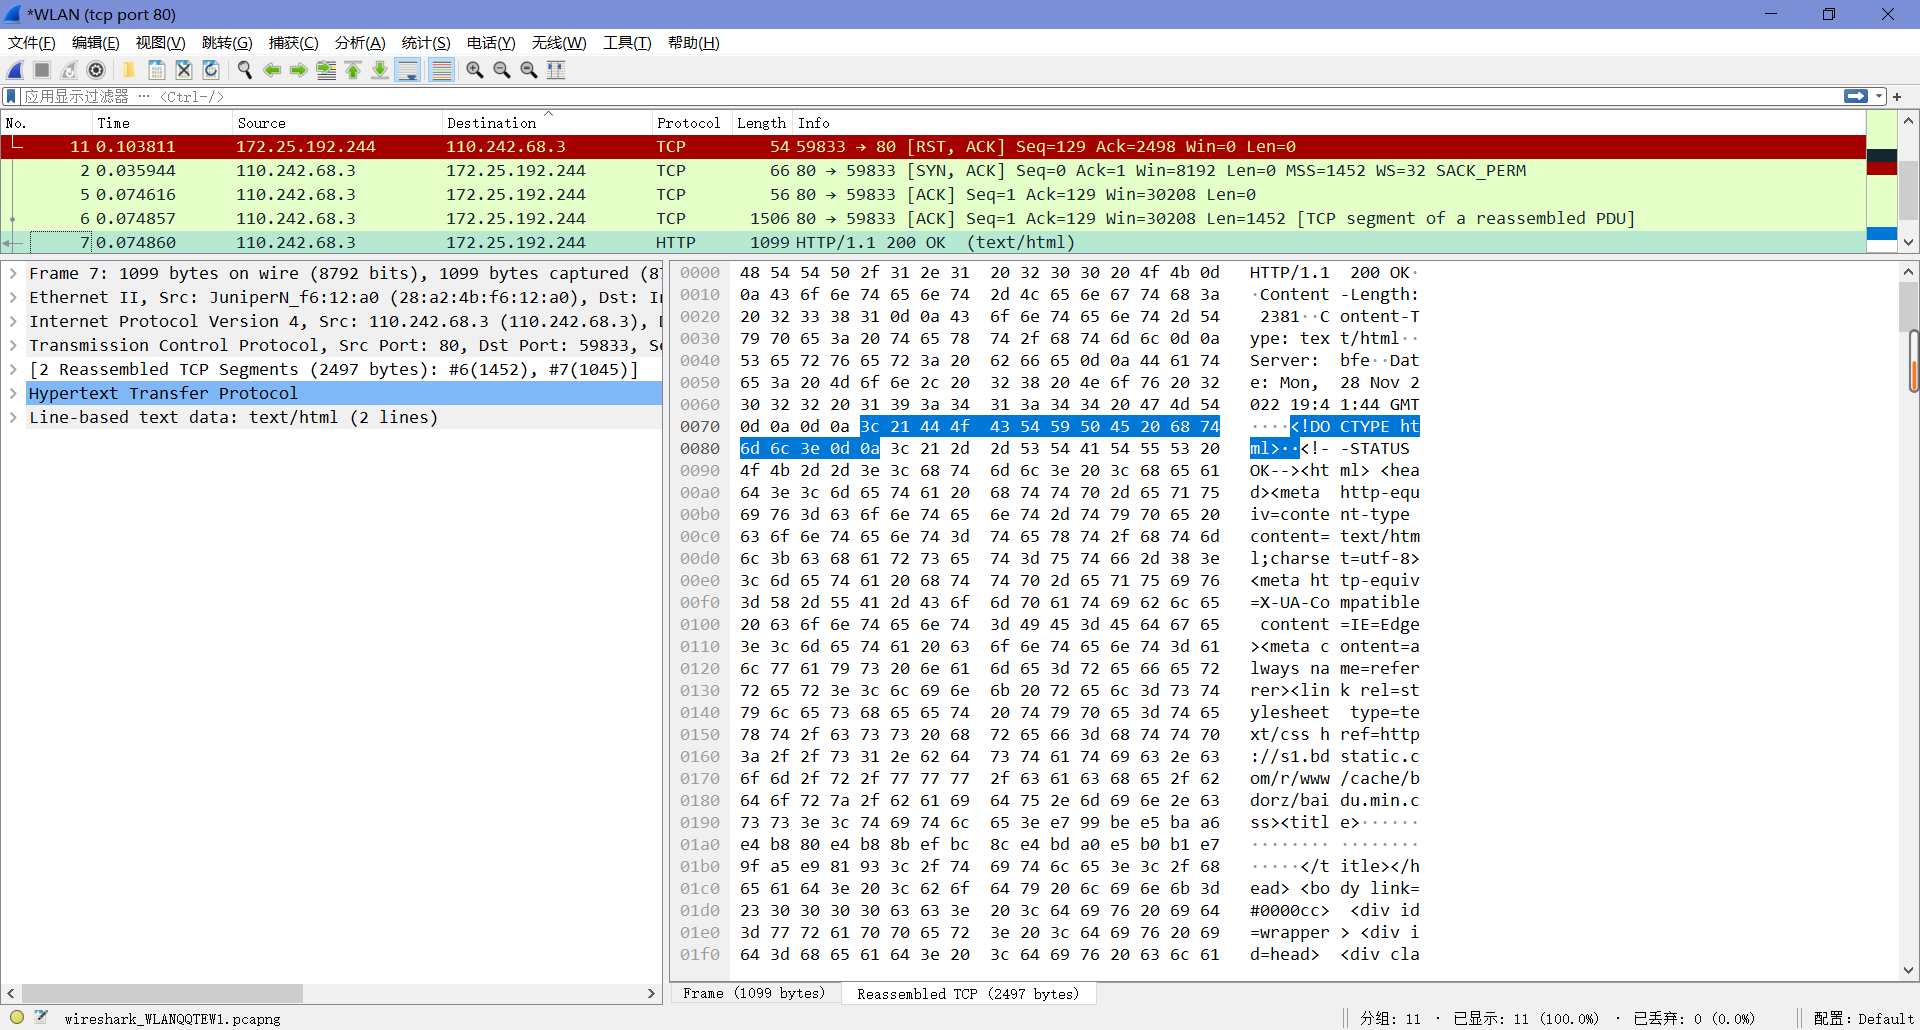 *WLAN (tcp port 80)
文件(F) 编辑(E) 视图(V) 跳转(G) 捕获(C) 分析(A) 统计(S) 电话(Y) 无线(W) 工具(T) 帮助(H)
应用显示过滤器 … <Ctrl-/>
No. Time Source Destination Protocol Length Info
11 0.103811 172.25.192.244 110.242.68.3 TCP 54 59833 → 80 [RST, ACK] Seq=129 Ack=2498 Win=0 Len=0
2 0.035944 110.242.68.3 172.25.192.244 TCP 66 80 → 59833 [SYN, ACK] Seq=0 Ack=1 Win=8192 Len=0 MSS=1452 WS=32 SACK_PERM
5 0.074616 110.242.68.3 172.25.192.244 TCP 56 80 → 59833 [ACK] Seq=1 Ack=129 Win=30208 Len=0
6 0.074857 110.242.68.3 172.25.192.244 TCP 1506 80 → 59833 [ACK] Seq=1 Ack=129 Win=30208 Len=1452 [TCP segment of a reassembled PDU]
7 0.074860 110.242.68.3 172.25.192.244 HTTP 1099 HTTP/1.1 200 OK (text/html)
Frame 7: 1099 bytes on wire (8792 bits), 1099 bytes captured (87
Ethernet II, Src: JuniperN_f6:12:a0 (28:a2:4b:f6:12:a0), Dst: In
Internet Protocol Version 4, Src: 110.242.68.3 (110.242.68.3), D
Transmission Control Protocol, Src Port: 80, Dst Port: 59833, Se
[2 Reassembled TCP Segments (2497 bytes): #6(1452), #7(1045)]
Hypertext Transfer Protocol
Line-based text data: text/html (2 lines)
0000 48 54 54 50 2f 31 2e 31 20 32 30 30 20 4f 4b 0d HTTP/1.1 200 OK·
0010 0a 43 6f 6e 74 65 6e 74 2d 4c 65 6e 67 74 68 3a ·Content -Length:
0020 20 32 33 38 31 0d 0a 43 6f 6e 74 65 6e 74 2d 54 2381··C ontent-T
0030 79 70 65 3a 20 74 65 78 74 2f 68 74 6d 6c 0d 0a ype: tex t/html··
0040 53 65 72 76 65 72 3a 20 62 66 65 0d 0a 44 61 74 Server: bfe··Dat
0050 65 3a 20 4d 6f 6e 2c 20 32 38 20 4e 6f 76 20 32 e: Mon, 28 Nov 2
0060 30 32 32 20 31 39 3a 34 31 3a 34 34 20 47 4d 54 022 19:4 1:44 GMT
0070 0d 0a 0d 0a 3c 21 44 4f 43 54 59 50 45 20 68 74 ····<!DO CTYPE ht
0080 6d 6c 3e 0d 0a 3c 21 2d 2d 53 54 41 54 55 53 20 ml>··<!- -STATUS
0090 4f 4b 2d 2d 3e 3c 68 74 6d 6c 3e 20 3c 68 65 61 OK--><ht ml> <hea
00a0 64 3e 3c 6d 65 74 61 20 68 74 74 70 2d 65 71 75 d><meta http-equ
00b0 69 76 3d 63 6f 6e 74 65 6e 74 2d 74 79 70 65 20 iv=conte nt-type
00c0 63 6f 6e 74 65 6e 74 3d 74 65 78 74 2f 68 74 6d content= text/htm
00d0 6c 3b 63 68 61 72 73 65 74 3d 75 74 66 2d 38 3e l;charse t=utf-8>
00e0 3c 6d 65 74 61 20 68 74 74 70 2d 65 71 75 69 76 <meta ht tp-equiv
00f0 3d 58 2d 55 41 2d 43 6f 6d 70 61 74 69 62 6c 65 =X-UA-Co mpatible
0100 20 63 6f 6e 74 65 6e 74 3d 49 45 3d 45 64 67 65 content =IE=Edge
0110 3e 3c 6d 65 74 61 20 63 6f 6e 74 65 6e 74 3d 61 ><meta c ontent=a
0120 6c 77 61 79 73 20 6e 61 6d 65 3d 72 65 66 65 72 lways na me=refer
0130 72 65 72 3e 3c 6c 69 6e 6b 20 72 65 6c 3d 73 74 rer><lin k rel=st
0140 79 6c 65 73 68 65 65 74 20 74 79 70 65 3d 74 65 ylesheet type=te
0150 78 74 2f 63 73 73 20 68 72 65 66 3d 68 74 74 70 xt/css h ref=http
0160 3a 2f 2f 73 31 2e 62 64 73 74 61 74 69 63 2e 63 ://s1.bd static.c
0170 6f 6d 2f 72 2f 77 77 77 2f 63 61 63 68 65 2f 62 om/r/www /cache/b
0180 64 6f 72 7a 2f 62 61 69 64 75 2e 6d 69 6e 2e 63 dorz/bai du.min.c
0190 73 73 3e 3c 74 69 74 6c 65 3e e7 99 be e5 ba a6 ss><titl e>······
01a0 e4 b8 80 e4 b8 8b ef bc 8c e4 bd a0 e5 b0 b1 e7 ········ ········
01b0 9f a5 e9 81 93 3c 2f 74 69 74 6c 65 3e 3c 2f 68 ·····</t itle></h
01c0 65 61 64 3e 20 3c 62 6f 64 79 20 6c 69 6e 6b 3d ead> <bo dy link=
01d0 23 30 30 30 30 63 63 3e 20 3c 64 69 76 20 69 64 #0000cc> <div id
01e0 3d 77 72 61 70 70 65 72 3e 20 3c 64 69 76 20 69 =wrapper > <div i
01f0 64 3d 68 65 61 64 3e 20 3c 64 69 76 20 63 6c 61 d=head> <div cla
Frame (1099 bytes) Reassembled TCP (2497 bytes)
wireshark_WLANQQTEW1.pcapng 分组: 11 · 已显示: 11 (100.0%) · 已丢弃: 0 (0.0%) 配置: Default